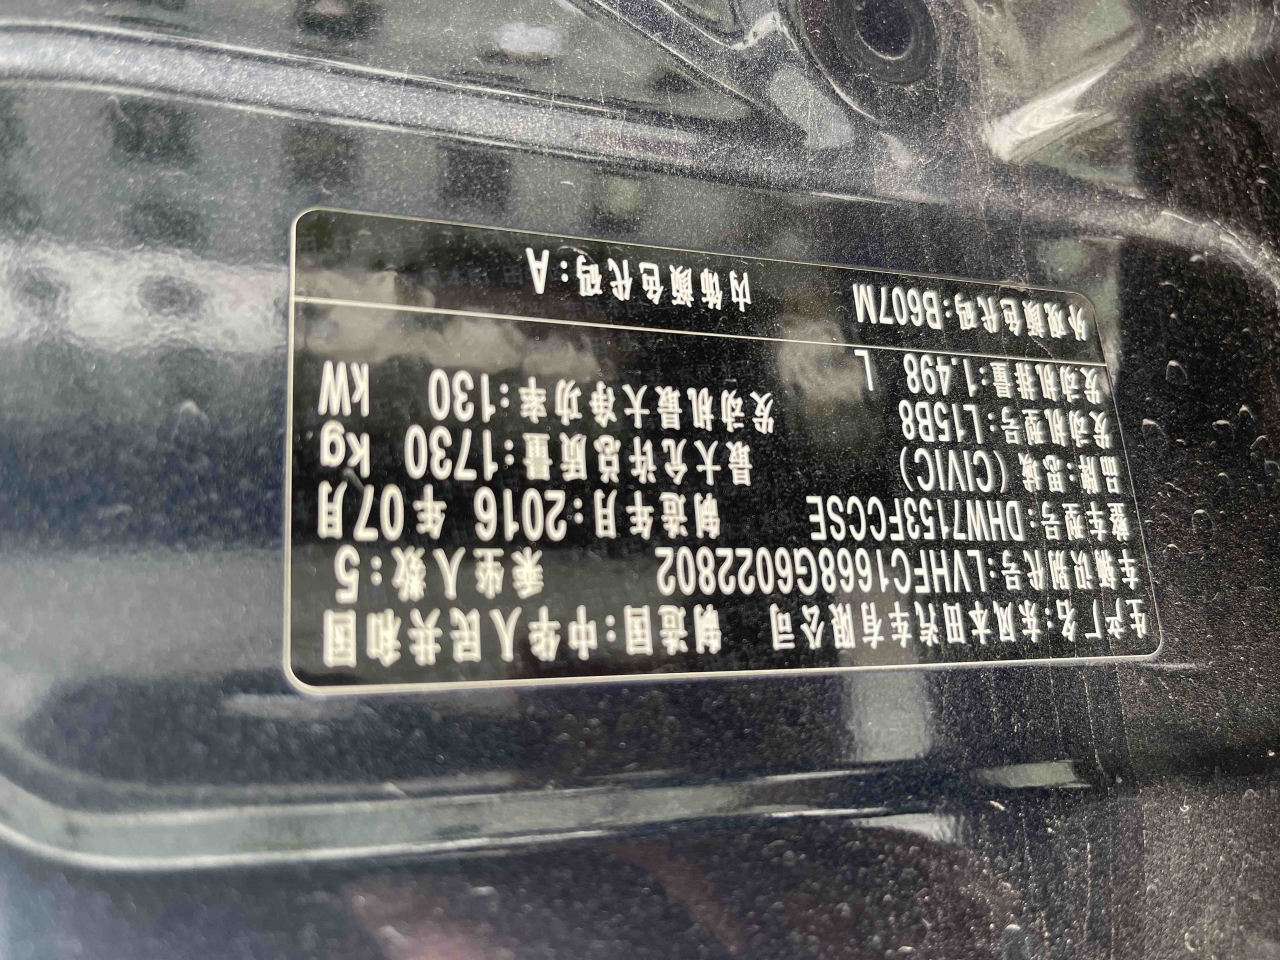 生产厂名:东风本田汽车有限公司 制造国:中华人民共和国
车辆识别代号:LVHFC1668G6022802 乘坐人数:5
整车型号:DHW7153FCCSE 制造年月:2016 年 07月
品牌:思域(CIVIC) 最大允许总质量:1730 kg
发动机型号:L15B8 发动机最大净功率:130 kW
发动机排量:1.498 L
外观颜色代码:B607M 内饰颜色代码:A